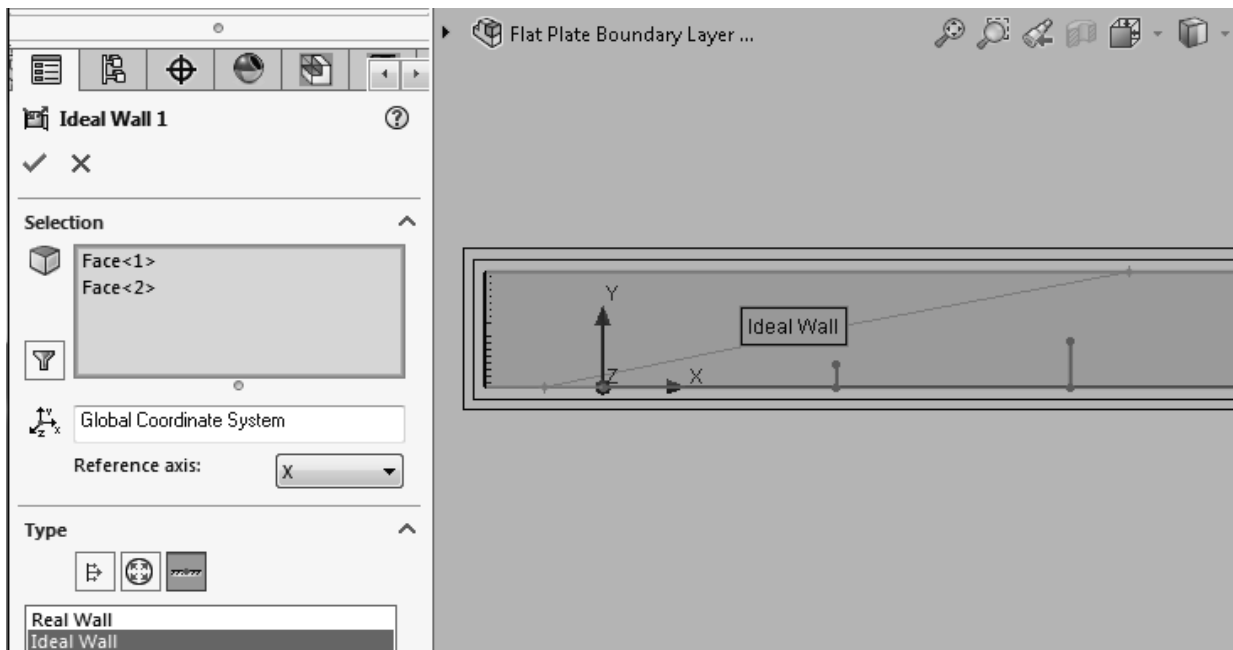 Flat Plate Boundary Layer ...
Ideal Wall 1
Selection
Face<1>
Face<2>
Global Coordinate System
Reference axis:
X
Type
Real Wall
Ideal Wall
Y
Ideal Wall
Z
X